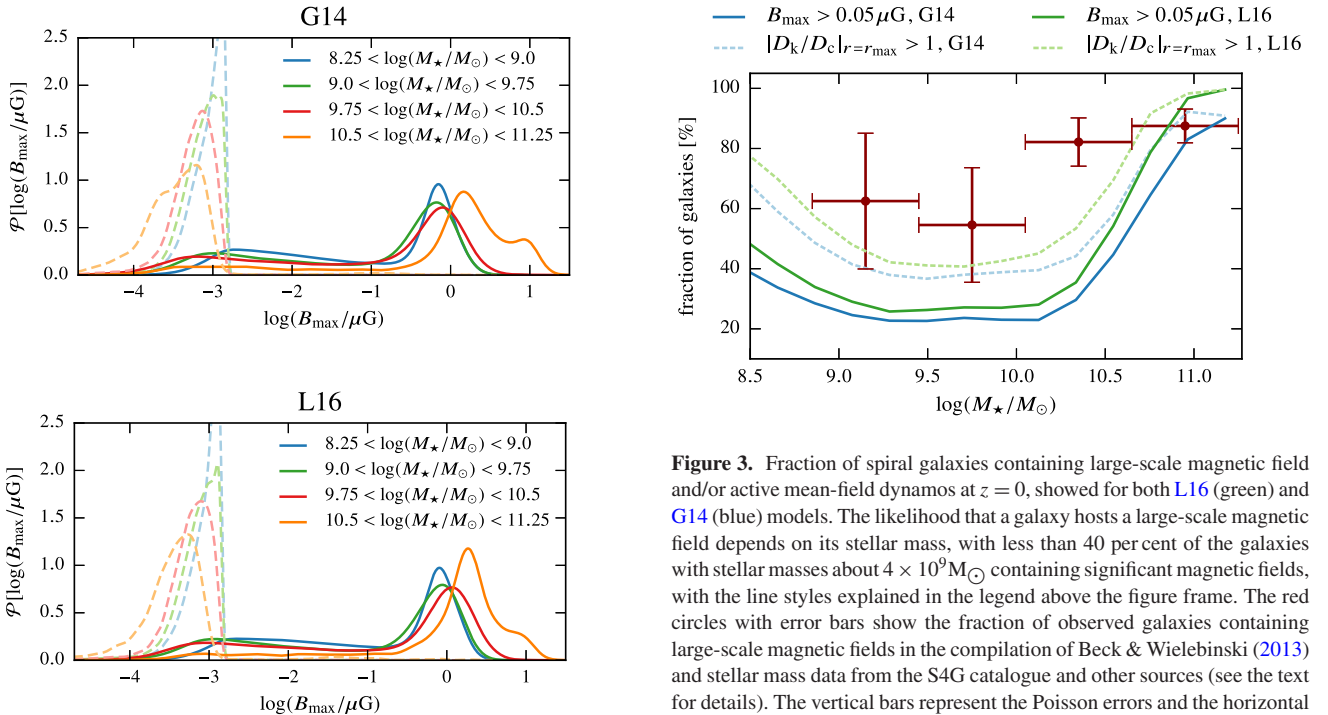 G14
2.5
2.0
1.5
1.0
0.5
0.0
𝒫[log(B_max/μG)]
8.25 < log(M★/M⊙) < 9.0
9.0 < log(M★/M⊙) < 9.75
9.75 < log(M★/M⊙) < 10.5
10.5 < log(M★/M⊙) < 11.25
−4 −3 −2 −1 0 1
log(B_max/μG)
L16
2.5
2.0
1.5
1.0
0.5
0.0
𝒫[log(B_max/μG)]
8.25 < log(M★/M⊙) < 9.0
9.0 < log(M★/M⊙) < 9.75
9.75 < log(M★/M⊙) < 10.5
10.5 < log(M★/M⊙) < 11.25
−4 −3 −2 −1 0 1
log(B_max/μG)
B_max > 0.05 μG, G14 B_max > 0.05 μG, L16
|D_k/D_c|_{r=r_max} > 1, G14 |D_k/D_c|_{r=r_max} > 1, L16
100
80
60
40
20
fraction of galaxies [%]
8.5 9.0 9.5 10.0 10.5 11.0
log(M★/M⊙)
Figure 3. Fraction of spiral galaxies containing large-scale magnetic field
and/or active mean-field dynamos at z = 0, showed for both L16 (green) and
G14 (blue) models. The likelihood that a galaxy hosts a large-scale magnetic
field depends on its stellar mass, with less than 40 per cent of the galaxies
with stellar masses about 4 × 10⁹M⊙ containing significant magnetic fields,
with the line styles explained in the legend above the figure frame. The red
circles with error bars show the fraction of observed galaxies containing
large-scale magnetic fields in the compilation of Beck & Wielebinski (2013)
and stellar mass data from the S4G catalogue and other sources (see the text
for details). The vertical bars represent the Poisson errors and the horizontal